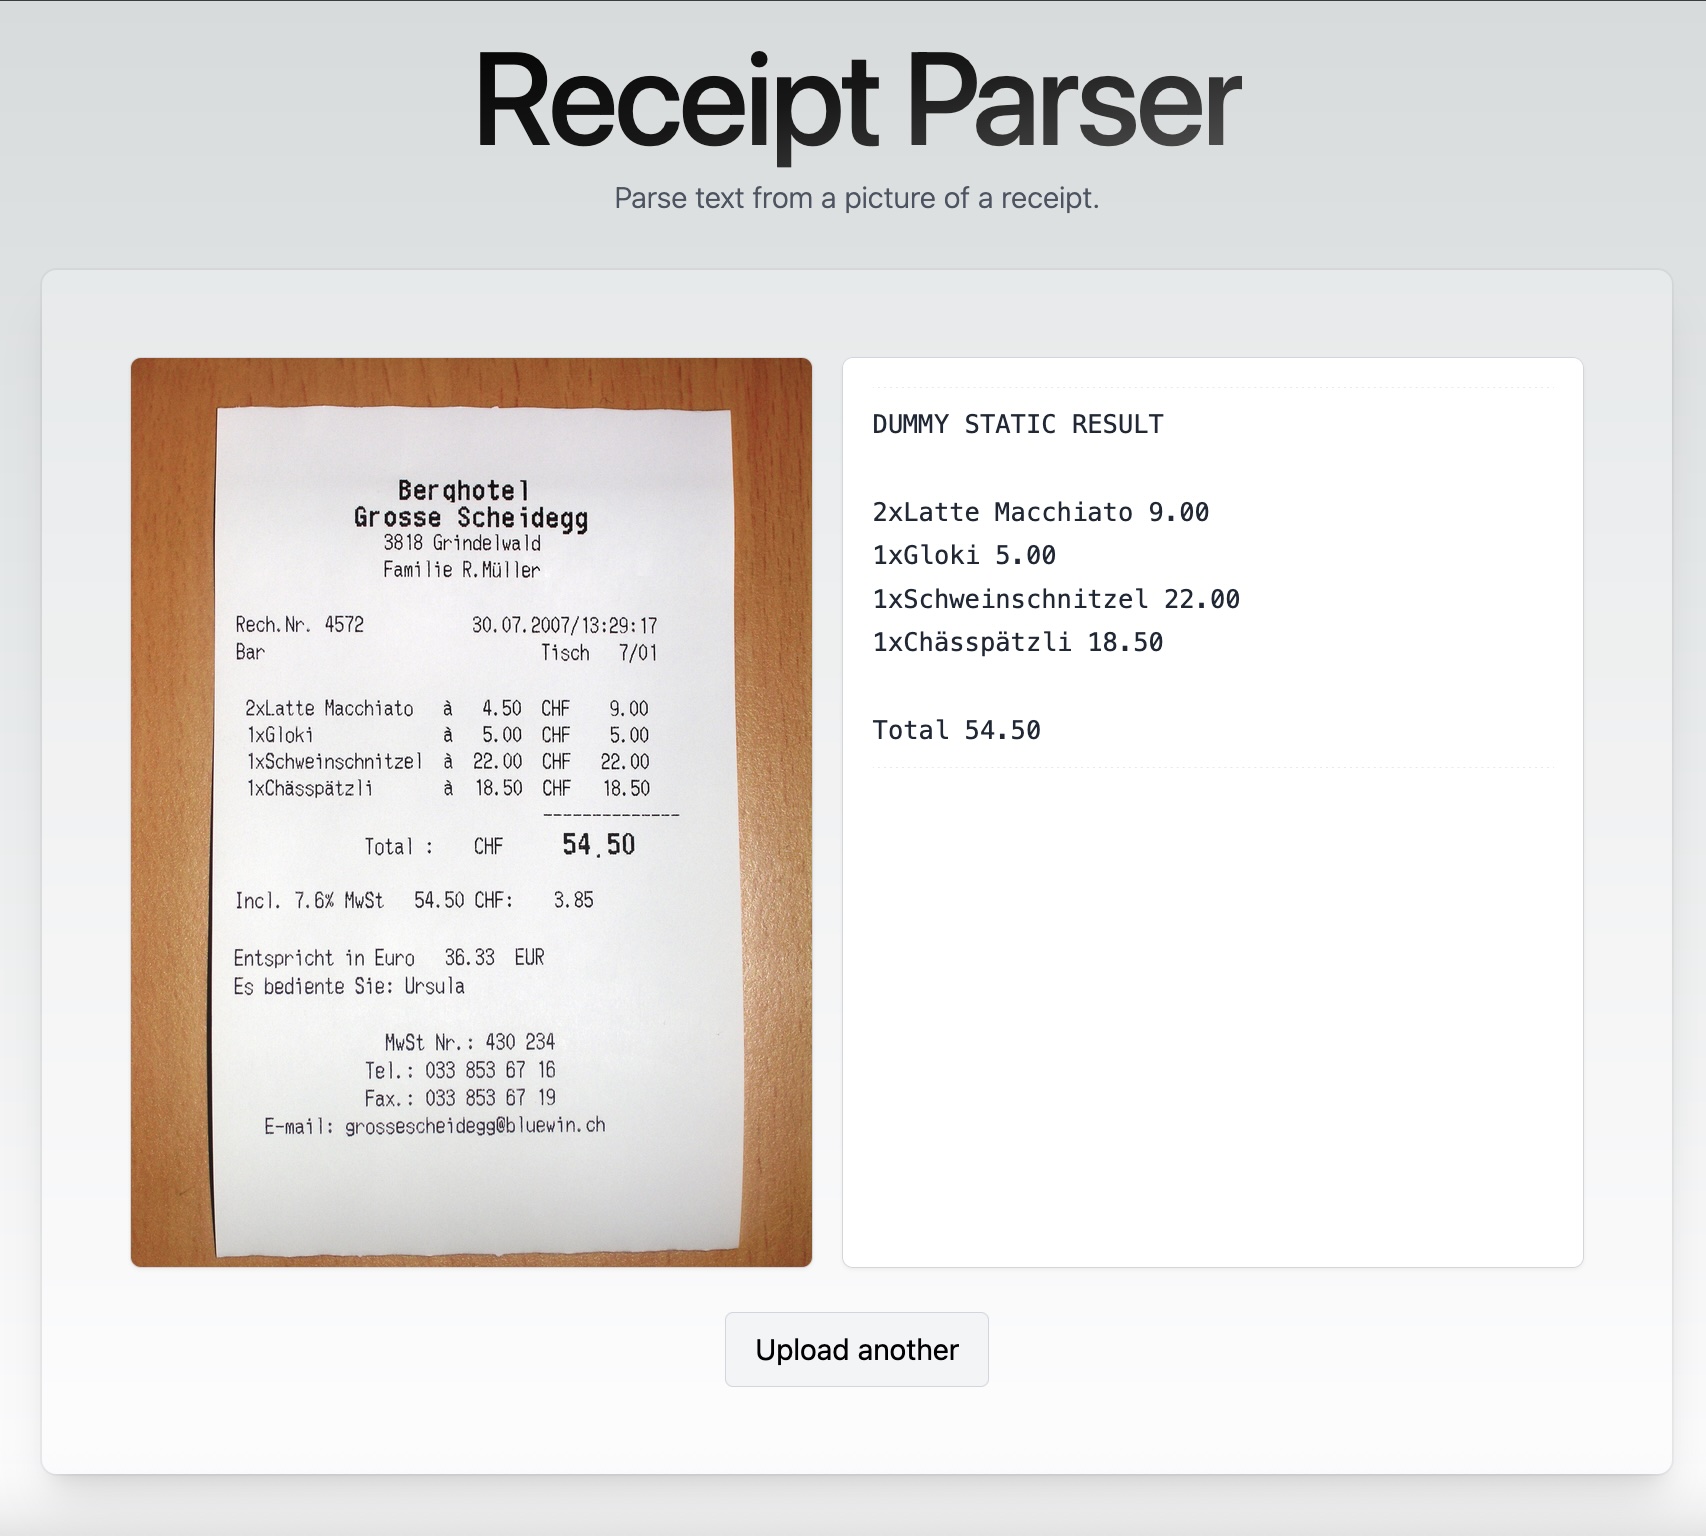 Receipt Parser
Parse text from a picture of a receipt.
Berghotel
Grosse Scheidegg
3818 Grindelwald
Familie R.Müller
Rech.Nr. 4572 30.07.2007/13:29:17
Bar Tisch 7/01
2xLatte Macchiato à 4.50 CHF 9.00
1xGloki à 5.00 CHF 5.00
1xSchweinschnitzel à 22.00 CHF 22.00
1xChässpätzli à 18.50 CHF 18.50
--------------
Total : CHF 54.50
Incl. 7.6% MwSt 54.50 CHF: 3.85
Entspricht in Euro 36.33 EUR
Es bediente Sie: Ursula
MwSt Nr.: 430 234
Tel.: 033 853 67 16
Fax.: 033 853 67 19
E-mail: grossescheidegg@bluewin.ch
DUMMY STATIC RESULT
2xLatte Macchiato 9.00
1xGloki 5.00
1xSchweinschnitzel 22.00
1xChässpätzli 18.50
Total 54.50
Upload another